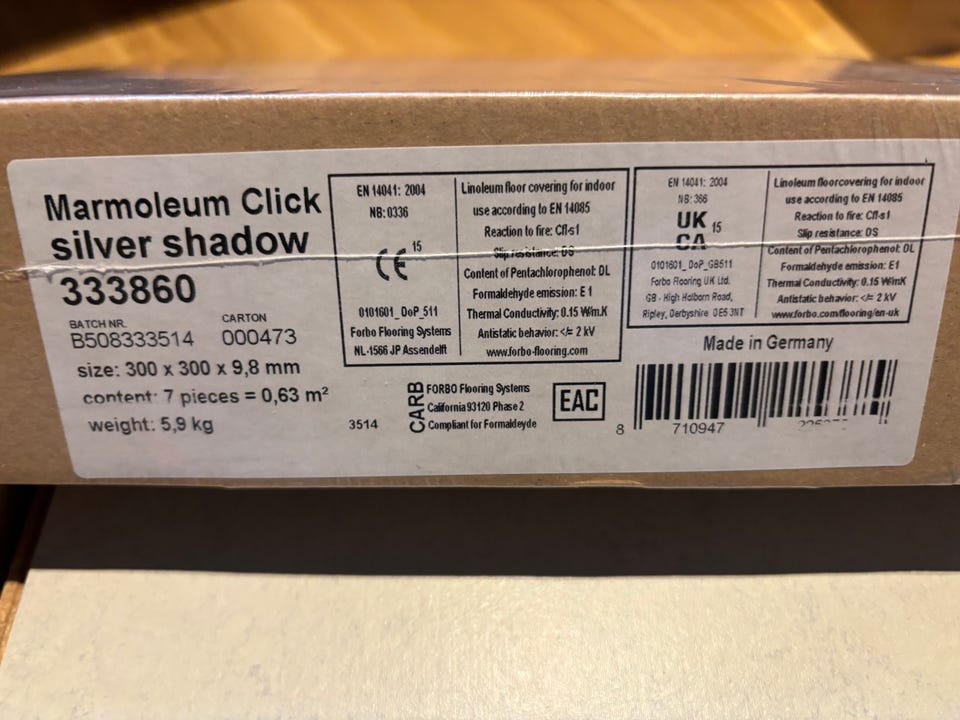 Marmoleum Click
silver shadow
333860
BATCH NR. CARTON
B508333514 000473
size: 300 x 300 x 9,8 mm
content: 7 pieces = 0,63 m²
weight: 5,9 kg
3514
EN 14041: 2004
NB: 0336
CE 15
0101601_DoP_511
Forbo Flooring Systems
NL-1566 JP Assendelft
Linoleum floor covering for indoor
use according to EN 14085
Reaction to fire: Cfl-s1
Slip resistance: DS
Content of Pentachlorophenol: DL
Formaldehyde emission: E 1
Thermal Conductivity: 0.15 W/m.K
Antistatic behavior: </= 2 kV
www.forbo-flooring.com
CARB
FORBO Flooring Systems
California 93120 Phase 2
Compliant for Formaldeyde
EAC
EN 14041: 2004
NB: 366
UK 15
CA
0101601_DoP_GB511
Forbo Flooring UK Ltd.
GB - High Holborn Road,
Ripley, Derbyshire DE5 3NT
Linoleum floorcovering for indoor
use according to EN 14085
Reaction to fire: Cfl-s1
Slip resistance: DS
Content of Pentachlorophenol: DL
Formaldehyde emission: E1
Thermal Conductivity: 0.15 W/m.K
Antistatic behavior: </= 2 kV
www.forbo.com/flooring/en-uk
Made in Germany
8 710947